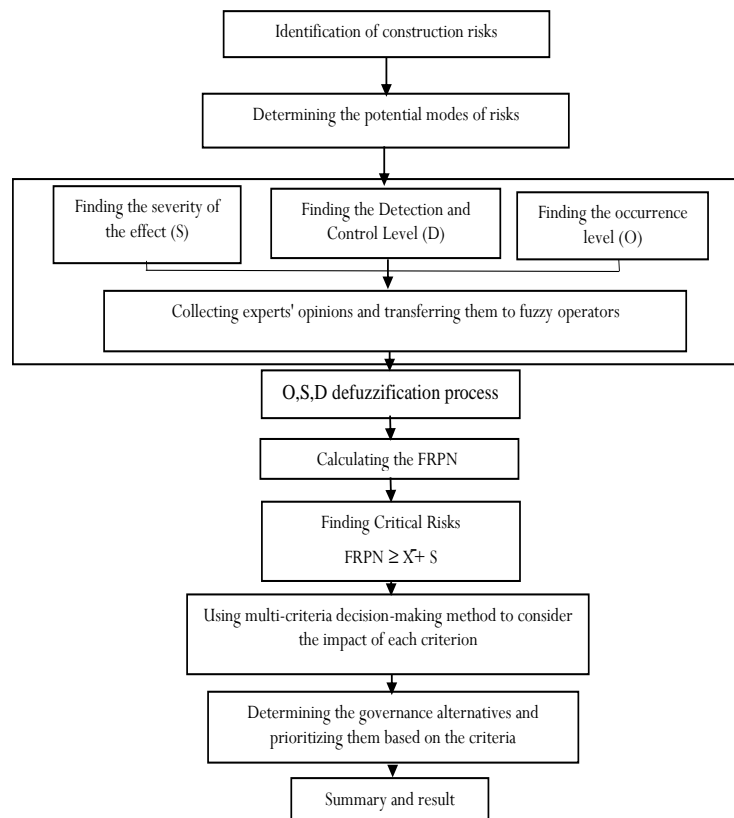 Identification of construction risks
Determining the potential modes of risks
Finding the severity of
the effect (S)
Finding the Detection and
Control Level (D)
Finding the occurrence
level (O)
Collecting experts' opinions and transferring them to fuzzy operators
O,S,D defuzzification process
Calculating the FRPN
Finding Critical Risks
FRPN ≥ X̄+ S
Using multi-criteria decision-making method to consider
the impact of each criterion
Determining the governance alternatives and
prioritizing them based on the criteria
Summary and result